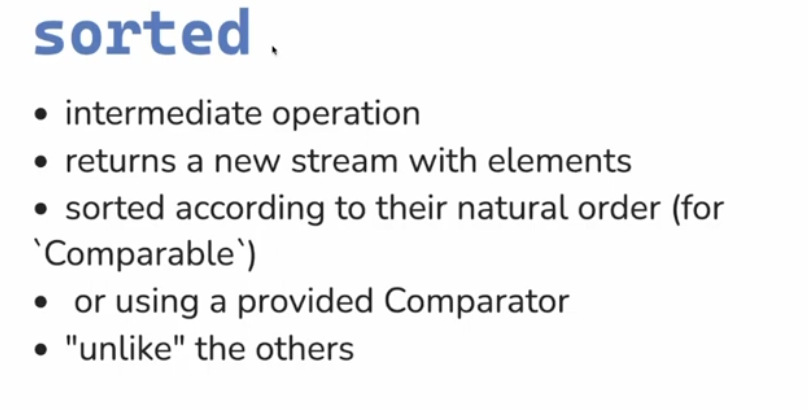 sorted
• intermediate operation
• returns a new stream with elements
• sorted according to their natural order (for
`Comparable`)
• or using a provided Comparator
• "unlike" the others